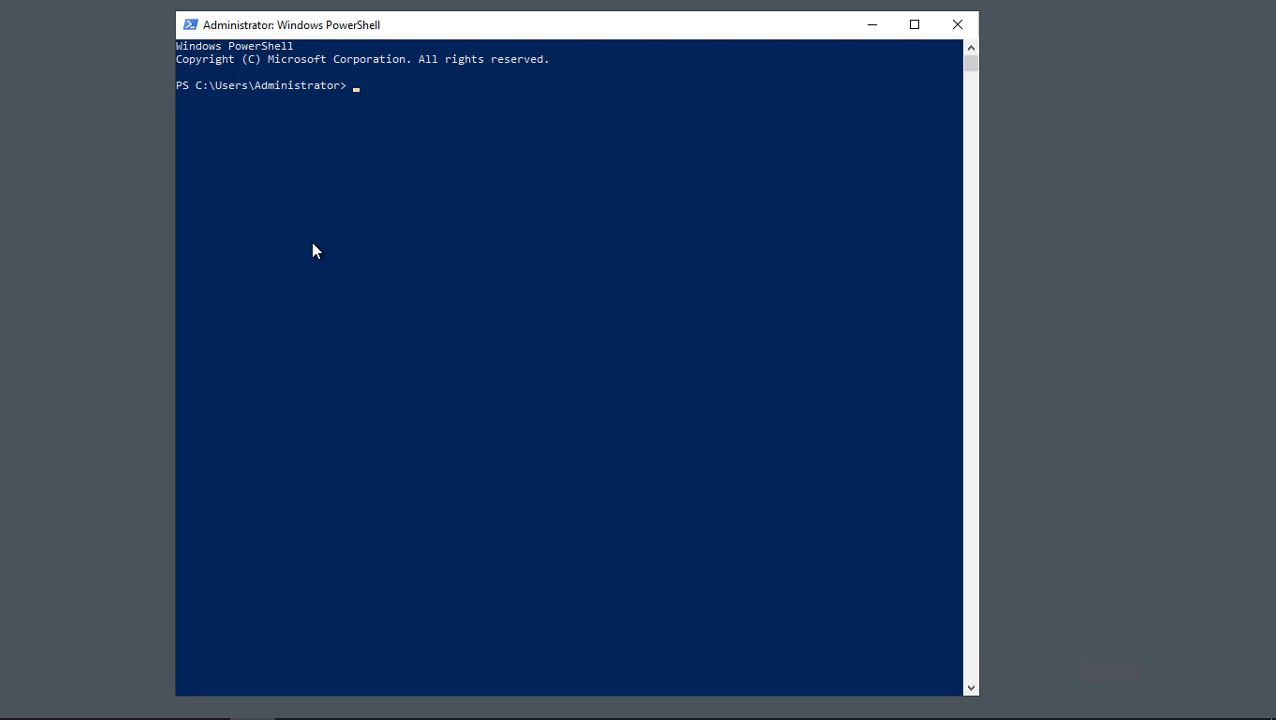 Administrator: Windows PowerShell
Windows PowerShell
Copyright (C) Microsoft Corporation. All rights reserved.
PS C:\Users\Administrator>